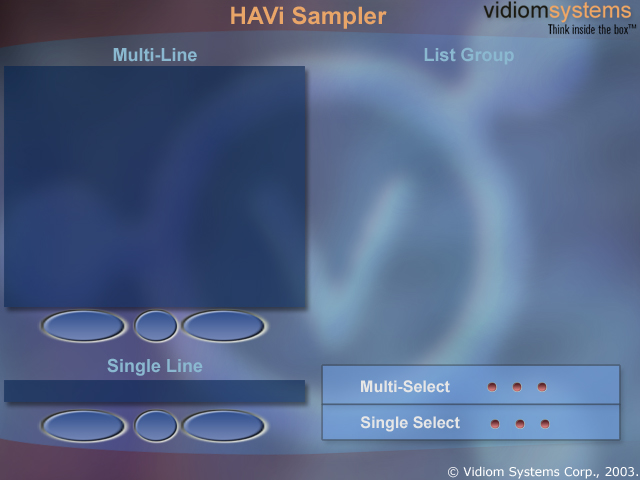 HAVi Sampler
vidiomsystems
Think inside the box™
Multi-Line
List Group
Single Line
Multi-Select
Single Select
© Vidiom Systems Corp., 2003.